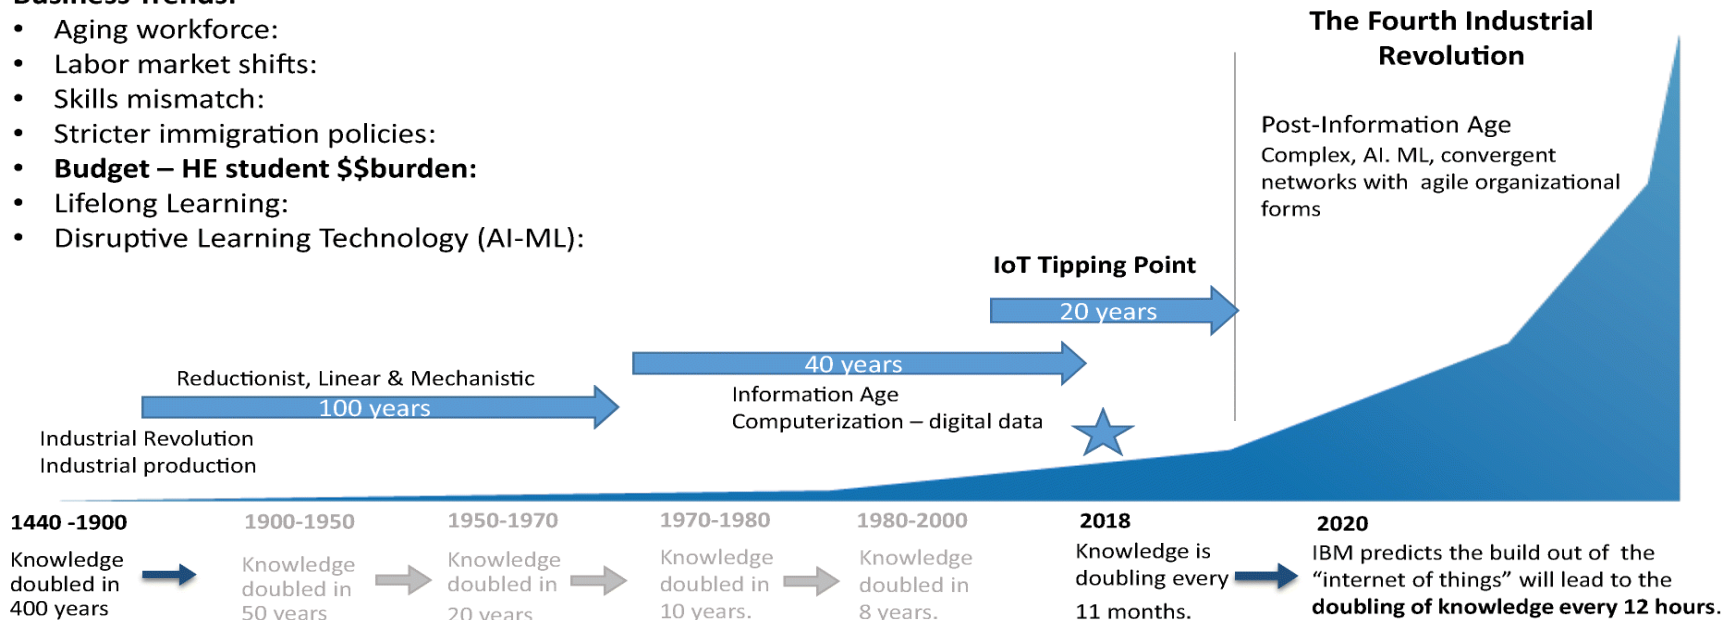 Business Trends:
• Aging workforce:
• Labor market shifts:
• Skills mismatch:
• Stricter immigration policies:
• Budget – HE student $$burden:
• Lifelong Learning:
• Disruptive Learning Technology (AI-ML):
The Fourth Industrial
Revolution
Post-Information Age
Complex, AI. ML, convergent
networks with agile organizational
forms
IoT Tipping Point
20 years
40 years
Information Age
Computerization – digital data
Reductionist, Linear & Mechanistic
100 years
Industrial Revolution
Industrial production
1440 -1900
Knowledge
doubled in
400 years
1900-1950
Knowledge
doubled in
50 years
1950-1970
Knowledge
doubled in
20 years
1970-1980
Knowledge
doubled in
10 years.
1980-2000
Knowledge
doubled in
8 years.
2018
Knowledge is
doubling every
11 months.
2020
IBM predicts the build out of the
“internet of things” will lead to the
doubling of knowledge every 12 hours.